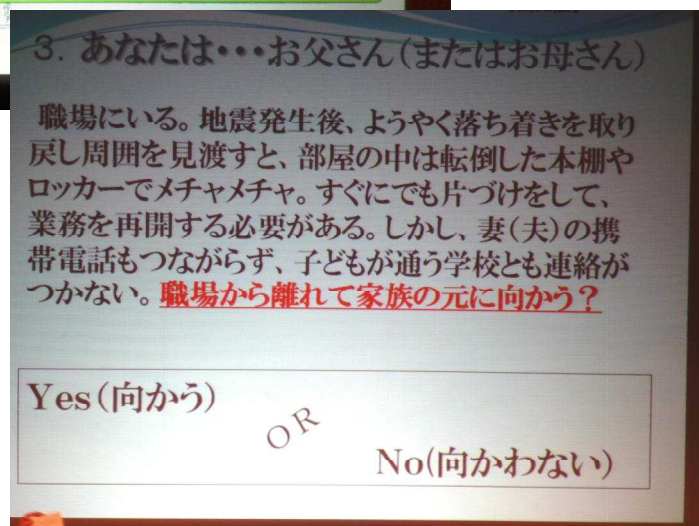 3. あなたは・・・お父さん(またはお母さん)
職場にいる。地震発生後、ようやく落ち着きを取り
戻し周囲を見渡すと、部屋の中は転倒した本棚や
ロッカーでメチャメチャ。すぐにでも片づけをして、
業務を再開する必要がある。しかし、妻(夫)の携
帯電話もつながらず、子どもが通う学校とも連絡が
つかない。職場から離れて家族の元に向かう?
Yes(向かう)
OR
No(向かわない)